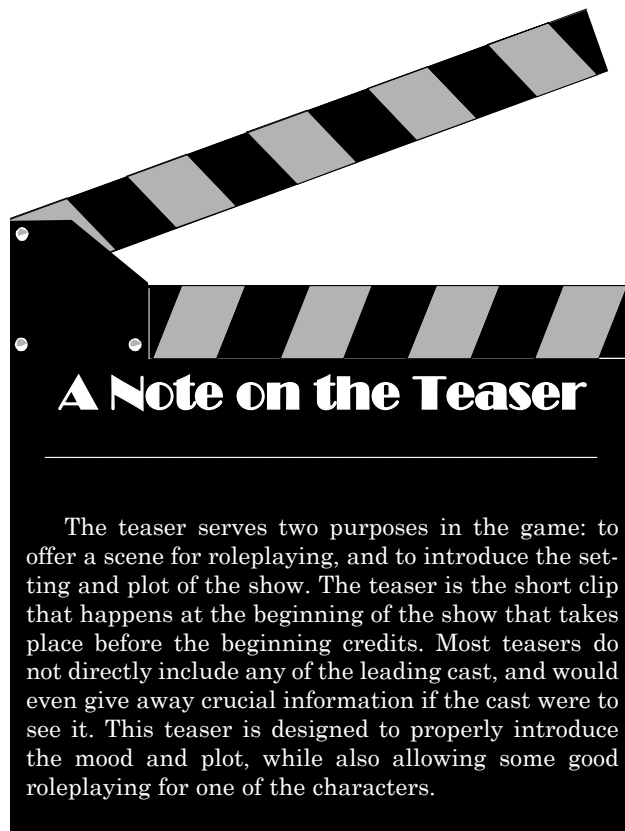 A Note on the Teaser
The teaser serves two purposes in the game: to
offer a scene for roleplaying, and to introduce the set-
ting and plot of the show. The teaser is the short clip
that happens at the beginning of the show that takes
place before the beginning credits. Most teasers do
not directly include any of the leading cast, and would
even give away crucial information if the cast were to
see it. This teaser is designed to properly introduce
the mood and plot, while also allowing some good
roleplaying for one of the characters.